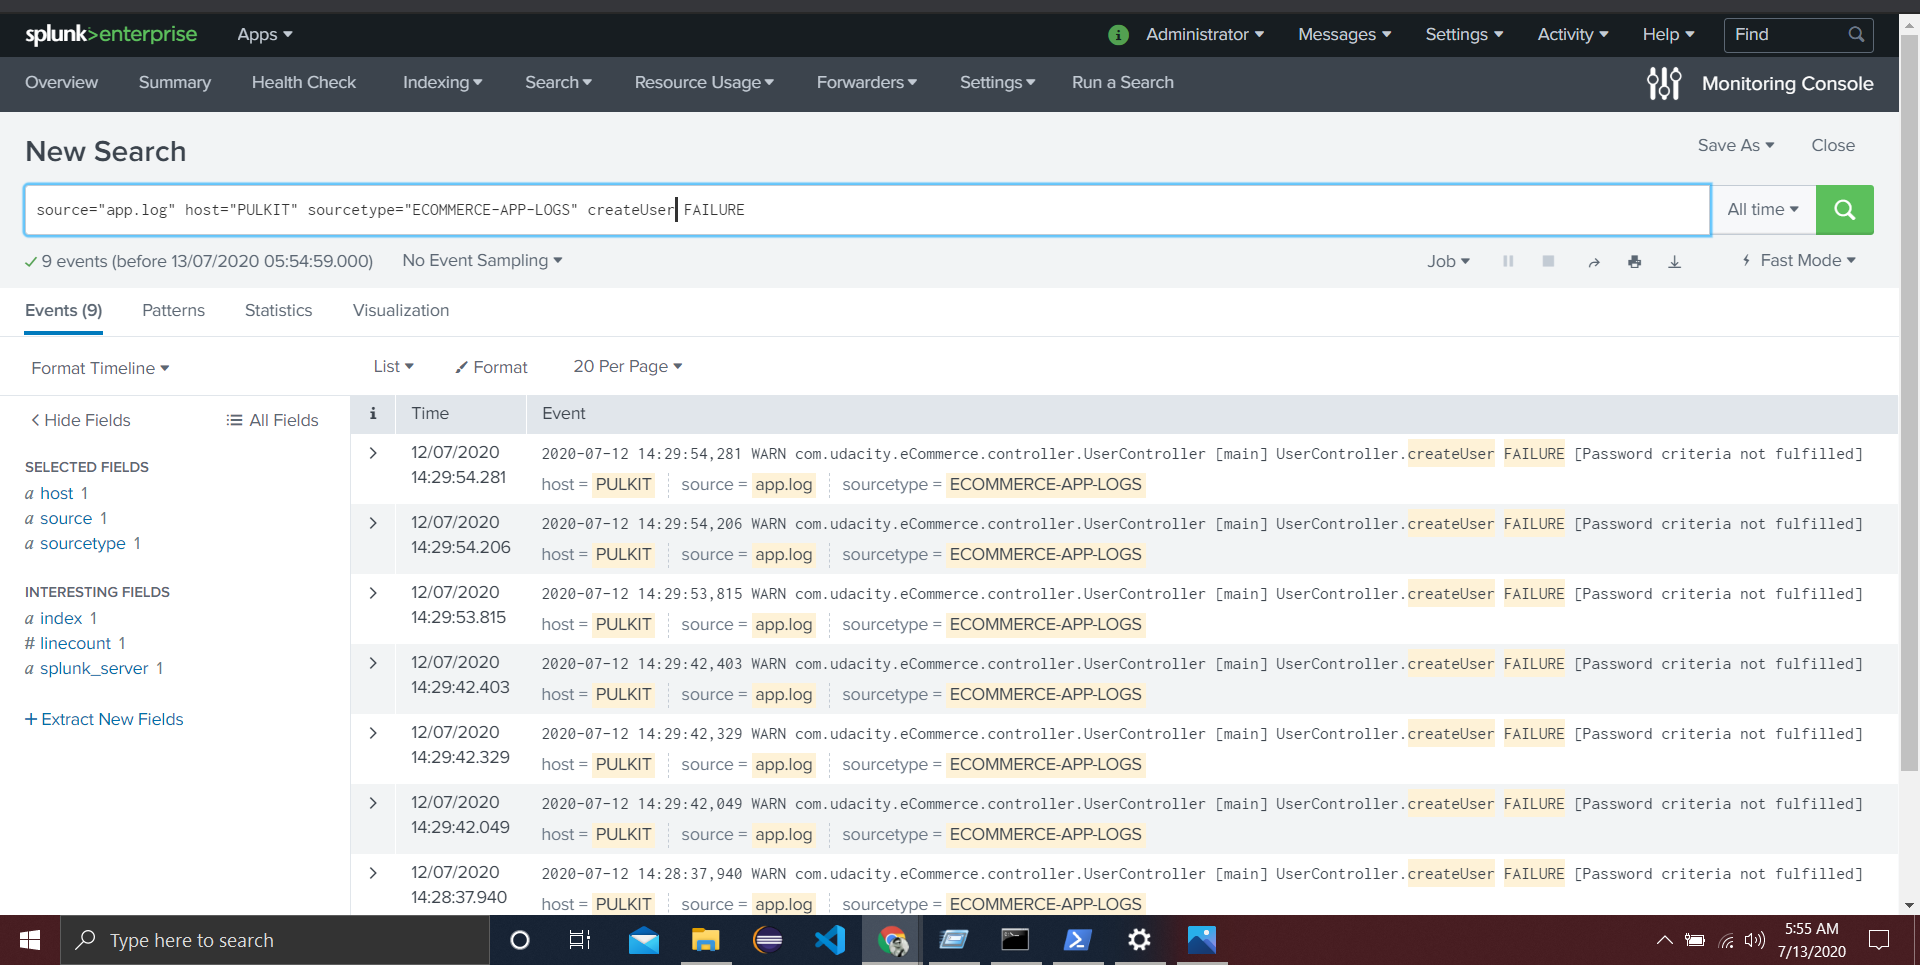 splunk>enterprise Apps Administrator Messages Settings Activity Help Find
Overview Summary Health Check Indexing Search Resource Usage Forwarders Settings Run a Search Monitoring Console
New Search Save As Close
source="app.log" host="PULKIT" sourcetype="ECOMMERCE-APP-LOGS" createUser FAILURE All time
9 events (before 13/07/2020 05:54:59.000) No Event Sampling Job Fast Mode
Events (9) Patterns Statistics Visualization
Format Timeline List Format 20 Per Page
Hide Fields All Fields
SELECTED FIELDS
a host 1
a source 1
a sourcetype 1
INTERESTING FIELDS
a index 1
# linecount 1
a splunk_server 1
+ Extract New Fields
i Time Event
12/07/2020 14:29:54.281
2020-07-12 14:29:54,281 WARN com.udacity.eCommerce.controller.UserController [main] UserController.createUser FAILURE [Password criteria not fulfilled]
host = PULKIT source = app.log sourcetype = ECOMMERCE-APP-LOGS
12/07/2020 14:29:54.206
2020-07-12 14:29:54,206 WARN com.udacity.eCommerce.controller.UserController [main] UserController.createUser FAILURE [Password criteria not fulfilled]
host = PULKIT source = app.log sourcetype = ECOMMERCE-APP-LOGS
12/07/2020 14:29:53.815
2020-07-12 14:29:53,815 WARN com.udacity.eCommerce.controller.UserController [main] UserController.createUser FAILURE [Password criteria not fulfilled]
host = PULKIT source = app.log sourcetype = ECOMMERCE-APP-LOGS
12/07/2020 14:29:42.403
2020-07-12 14:29:42,403 WARN com.udacity.eCommerce.controller.UserController [main] UserController.createUser FAILURE [Password criteria not fulfilled]
host = PULKIT source = app.log sourcetype = ECOMMERCE-APP-LOGS
12/07/2020 14:29:42.329
2020-07-12 14:29:42,329 WARN com.udacity.eCommerce.controller.UserController [main] UserController.createUser FAILURE [Password criteria not fulfilled]
host = PULKIT source = app.log sourcetype = ECOMMERCE-APP-LOGS
12/07/2020 14:29:42.049
2020-07-12 14:29:42,049 WARN com.udacity.eCommerce.controller.UserController [main] UserController.createUser FAILURE [Password criteria not fulfilled]
host = PULKIT source = app.log sourcetype = ECOMMERCE-APP-LOGS
12/07/2020 14:28:37.940
2020-07-12 14:28:37,940 WARN com.udacity.eCommerce.controller.UserController [main] UserController.createUser FAILURE [Password criteria not fulfilled]
host = PULKIT source = app.log sourcetype = ECOMMERCE-APP-LOGS
Type here to search
5:55 AM
7/13/2020